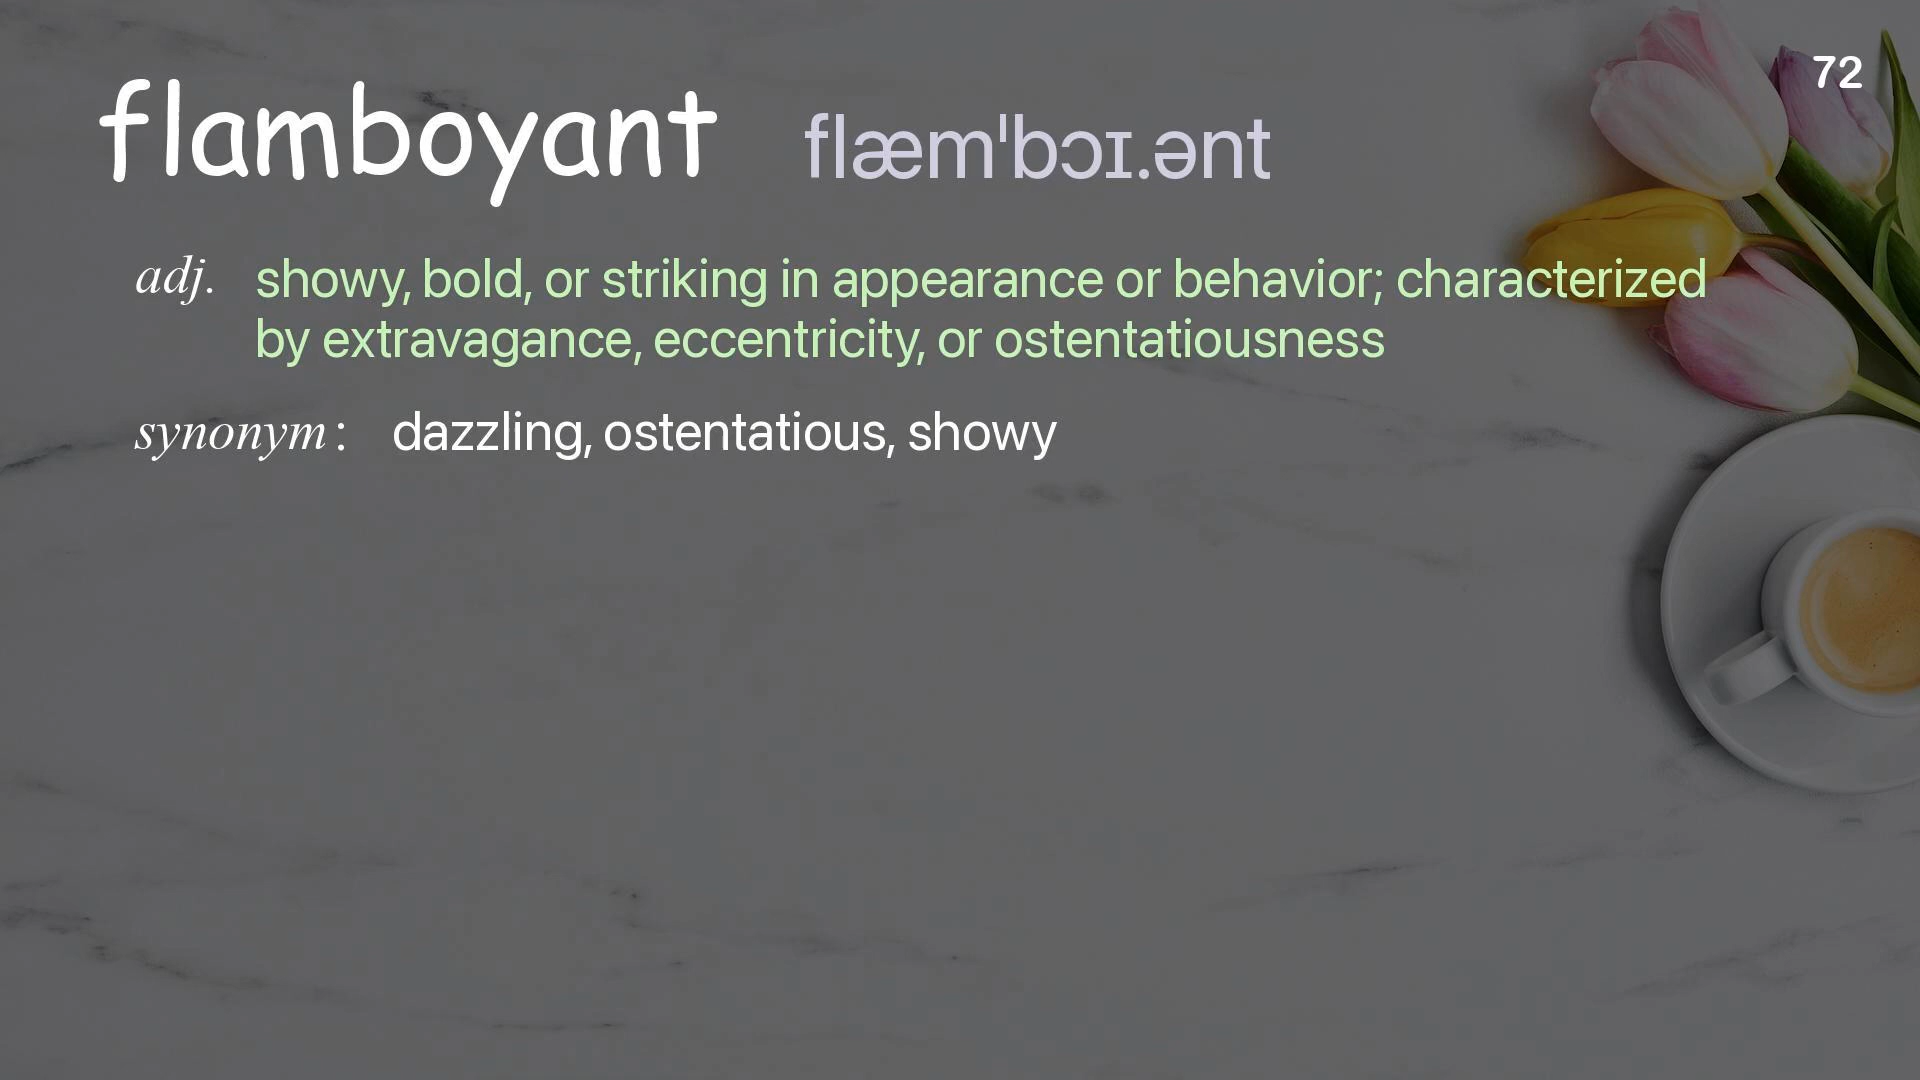 72
flamboyant flæmˈbɔɪ.ənt
adj. showy, bold, or striking in appearance or behavior; characterized
by extravagance, eccentricity, or ostentatiousness
synonym: dazzling, ostentatious, showy